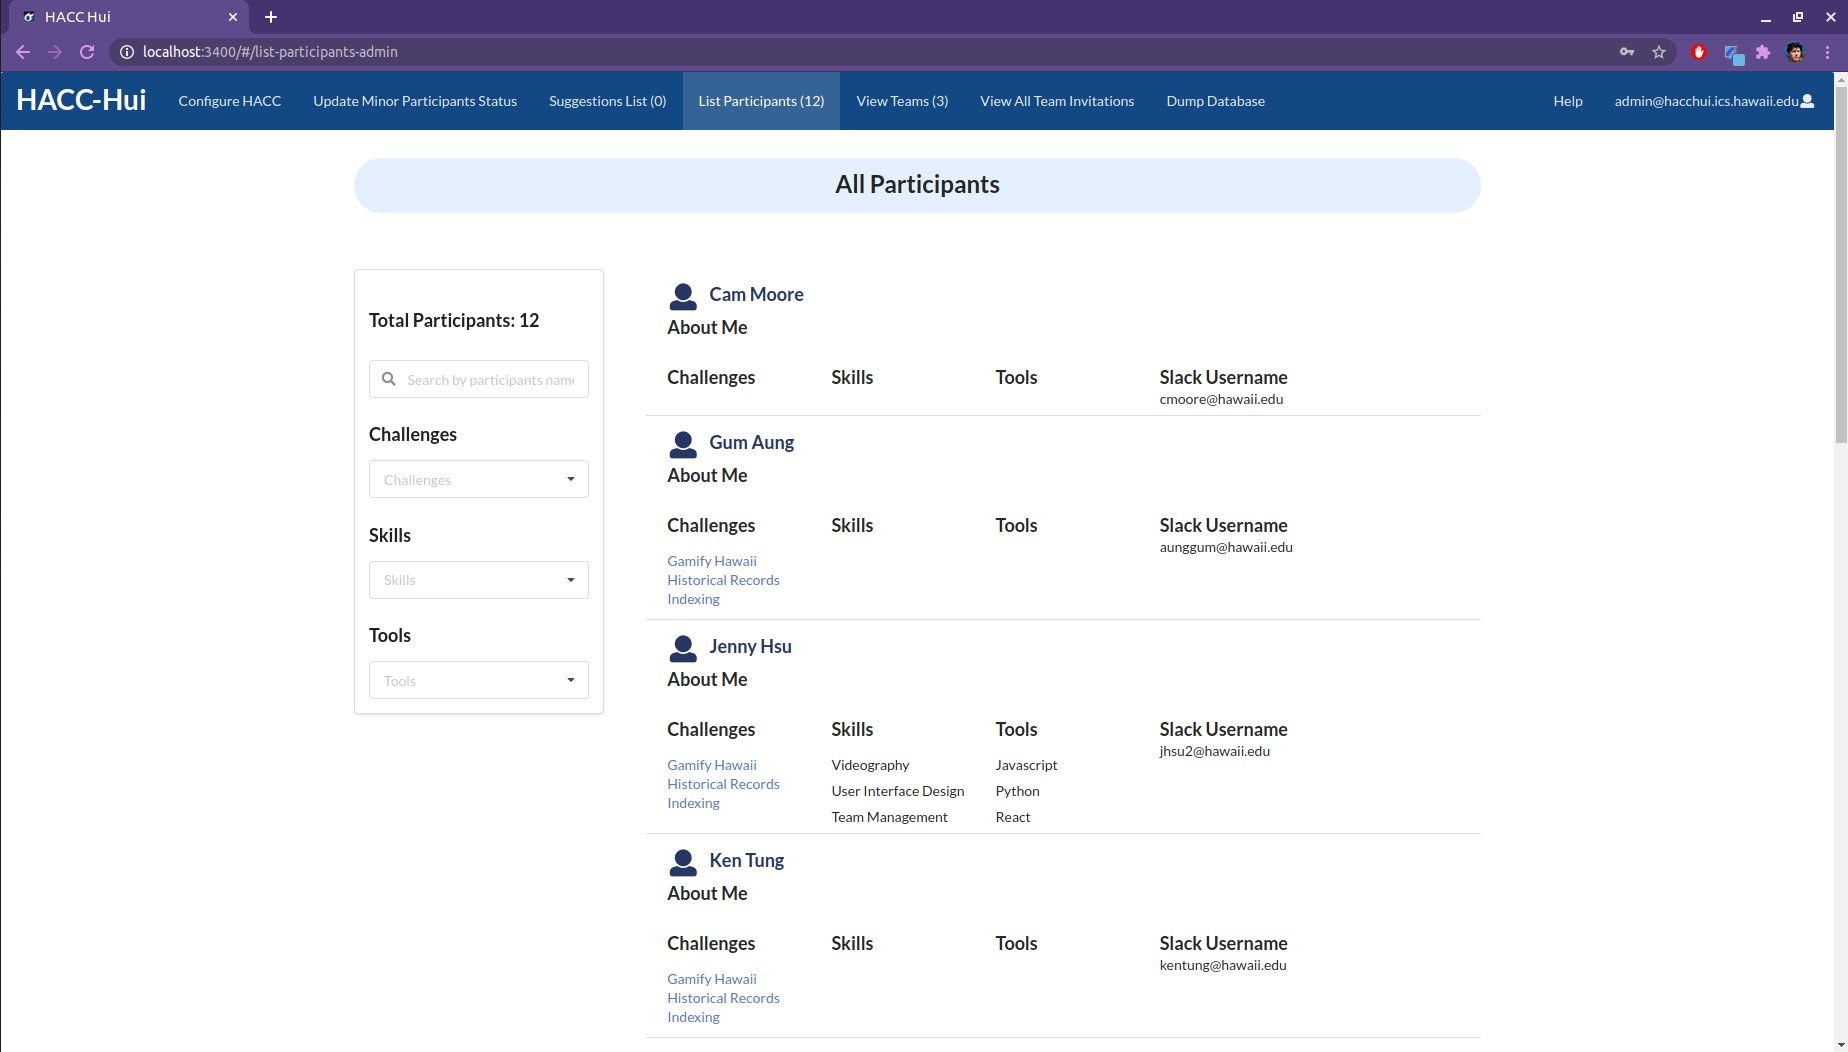 HACC Hui
localhost:3400/#/list-participants-admin
HACC-Hui Configure HACC Update Minor Participants Status Suggestions List (0) List Participants (12) View Teams (3) View All Team Invitations Dump Database Help admin@hacchui.ics.hawaii.edu
All Participants
Total Participants: 12
Search by participants name
Challenges
Challenges
Skills
Skills
Tools
Tools
Cam Moore
About Me
Challenges Skills Tools Slack Username
cmoore@hawaii.edu
Gum Aung
About Me
Challenges Skills Tools Slack Username
aunggum@hawaii.edu
Gamify Hawaii
Historical Records
Indexing
Jenny Hsu
About Me
Challenges Skills Tools Slack Username
jhsu2@hawaii.edu
Gamify Hawaii Videography Javascript
Historical Records User Interface Design Python
Indexing Team Management React
Ken Tung
About Me
Challenges Skills Tools Slack Username
kentung@hawaii.edu
Gamify Hawaii
Historical Records
Indexing